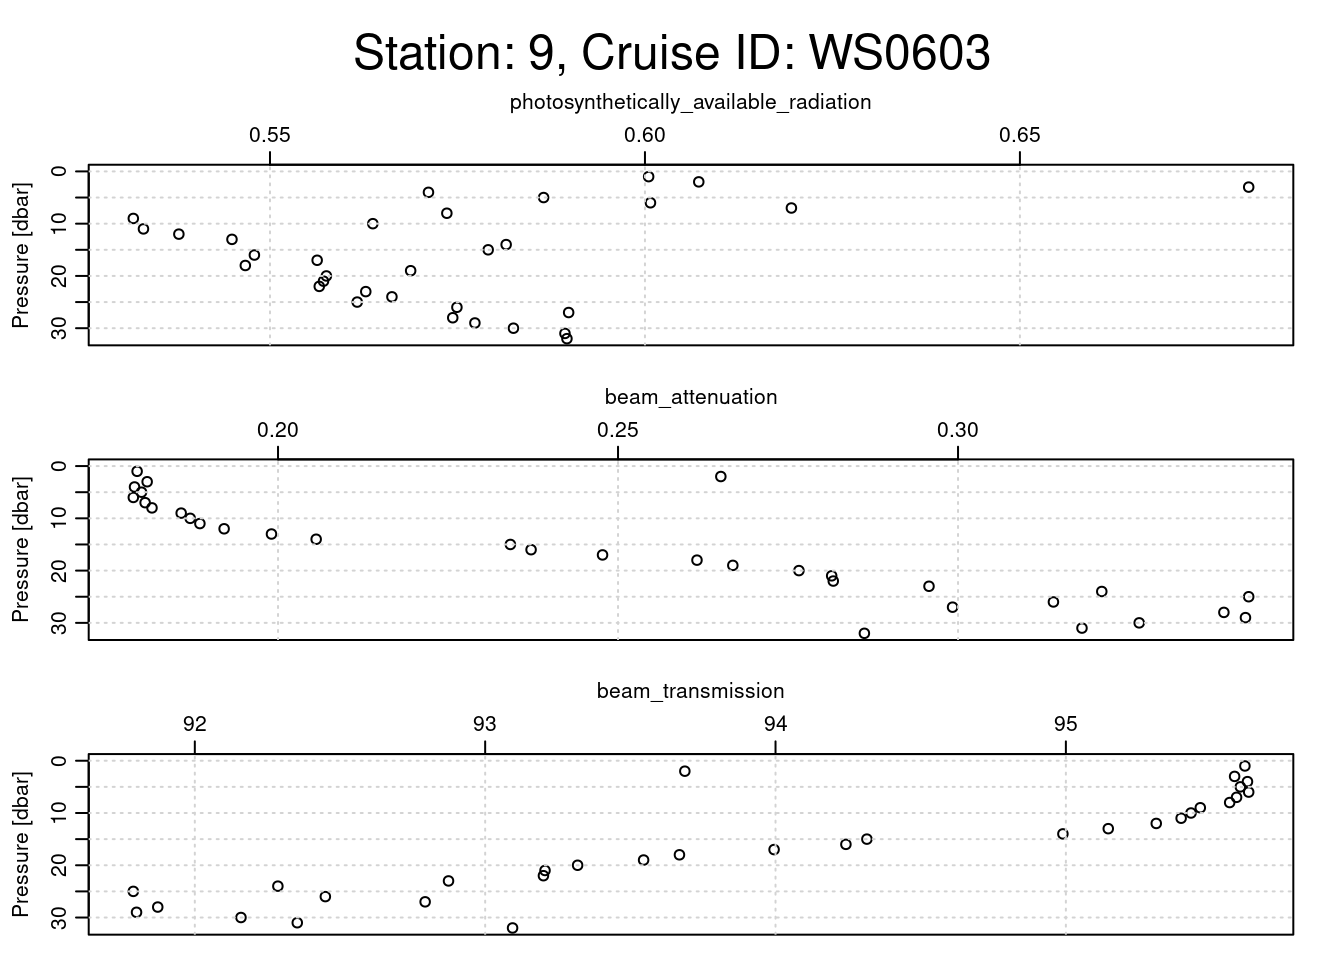 Station: 9, Cruise ID: WS0603
photosynthetically_available_radiation
0.55 0.60 0.65
0
10
20
30
Pressure [dbar]
beam_attenuation
0.20 0.25 0.30
0
10
20
30
Pressure [dbar]
beam_transmission
92 93 94 95
0
10
20
30
Pressure [dbar]